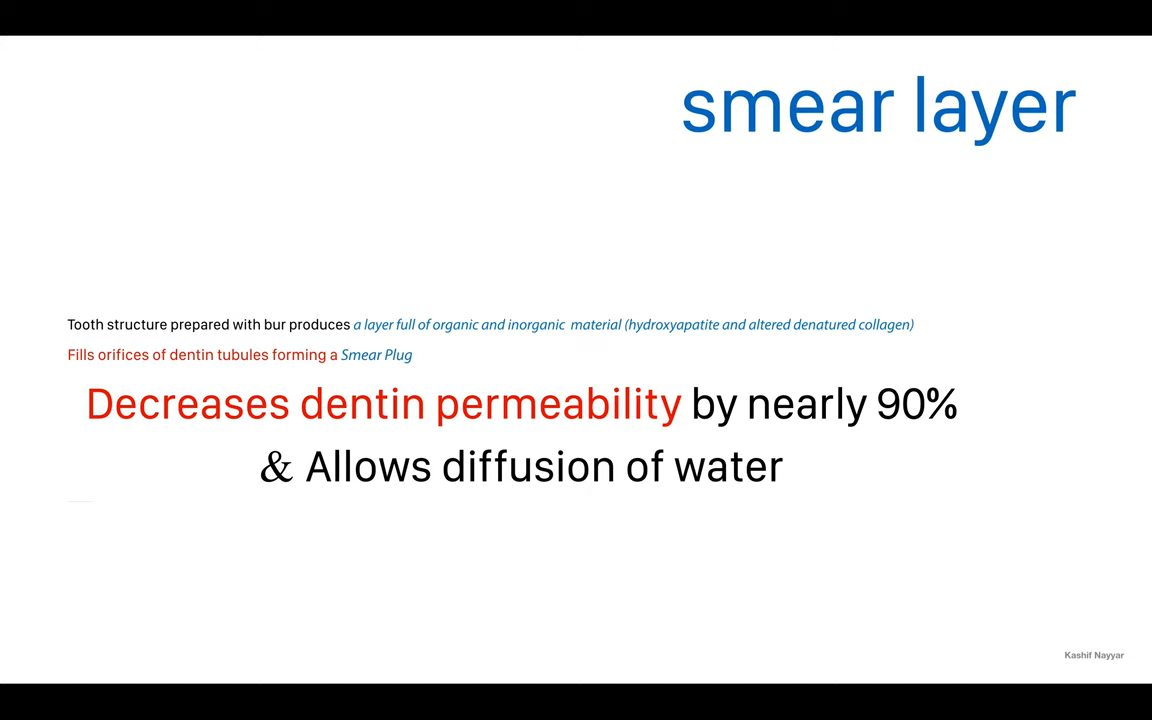 smear layer
Tooth structure prepared with bur produces a layer full of organic and inorganic material (hydroxyapatite and altered denatured collagen)
Fills orifices of dentin tubules forming a Smear Plug
Decreases dentin permeability by nearly 90%
& Allows diffusion of water
Kashif Nayyar